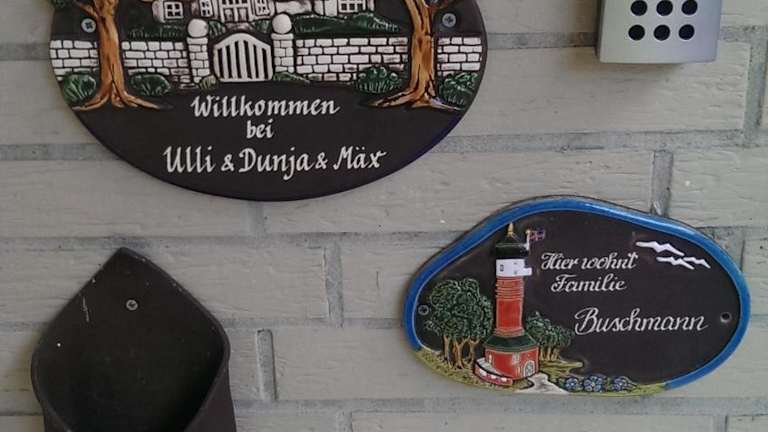 Willkommen
bei
Ulli & Dunja & Mäx
Hier wohnt
Familie
Buschmann